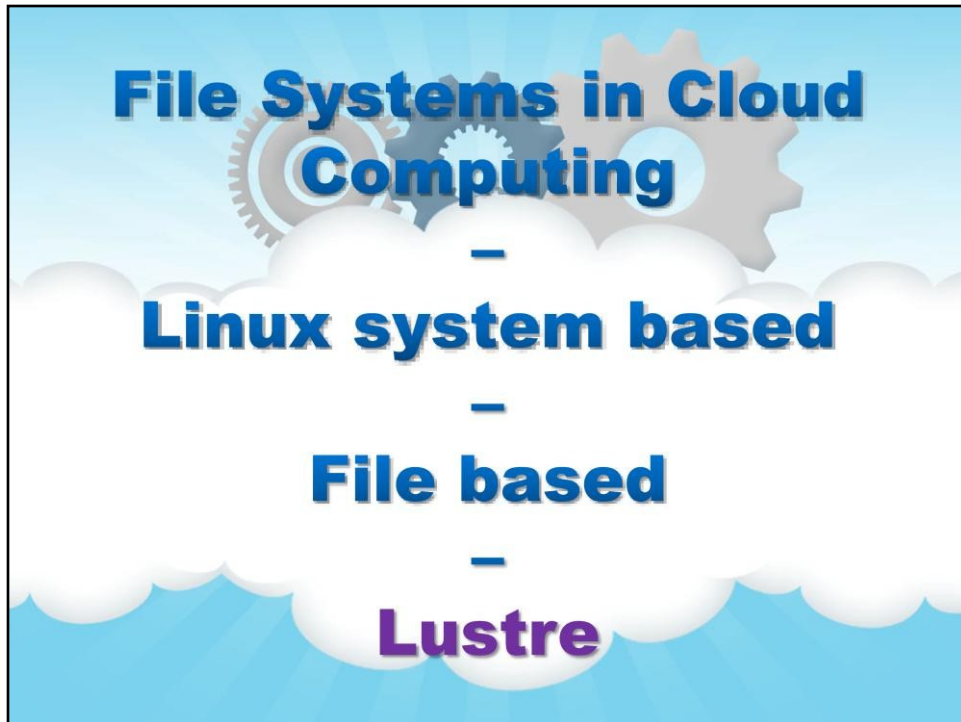 File Systems in Cloud
Computing
–
Linux system based
–
File based
–
Lustre